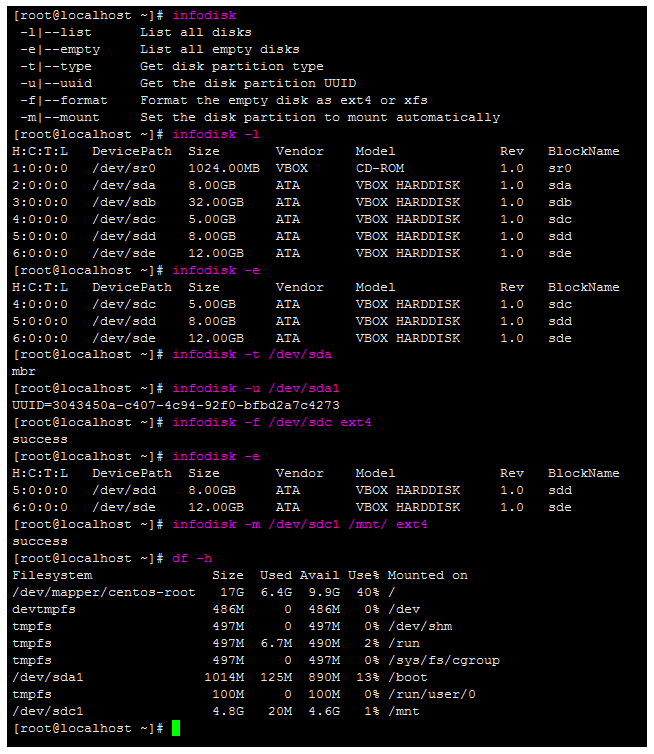 [root@localhost ~]# infodisk
 -l|--list      List all disks
 -e|--empty     List all empty disks
 -t|--type      Get disk partition type
 -u|--uuid      Get the disk partition UUID
 -f|--format    Format the empty disk as ext4 or xfs
 -m|--mount     Set the disk partition to mount automatically
[root@localhost ~]# infodisk -l
H:C:T:L   DevicePath  Size       Vendor    Model             Rev   BlockName
1:0:0:0   /dev/sr0    1024.00MB  VBOX      CD-ROM            1.0   sr0
2:0:0:0   /dev/sda    8.00GB     ATA       VBOX HARDDISK     1.0   sda
3:0:0:0   /dev/sdb    32.00GB    ATA       VBOX HARDDISK     1.0   sdb
4:0:0:0   /dev/sdc    5.00GB     ATA       VBOX HARDDISK     1.0   sdc
5:0:0:0   /dev/sdd    8.00GB     ATA       VBOX HARDDISK     1.0   sdd
6:0:0:0   /dev/sde    12.00GB    ATA       VBOX HARDDISK     1.0   sde
[root@localhost ~]# infodisk -e
H:C:T:L   DevicePath  Size       Vendor    Model             Rev   BlockName
4:0:0:0   /dev/sdc    5.00GB     ATA       VBOX HARDDISK     1.0   sdc
5:0:0:0   /dev/sdd    8.00GB     ATA       VBOX HARDDISK     1.0   sdd
6:0:0:0   /dev/sde    12.00GB    ATA       VBOX HARDDISK     1.0   sde
[root@localhost ~]# infodisk -t /dev/sda
mbr
[root@localhost ~]# infodisk -u /dev/sda1
UUID=3043450a-c407-4c94-92f0-bfbd2a7c4273
[root@localhost ~]# infodisk -f /dev/sdc ext4
success
[root@localhost ~]# infodisk -e
H:C:T:L   DevicePath  Size       Vendor    Model             Rev   BlockName
5:0:0:0   /dev/sdd    8.00GB     ATA       VBOX HARDDISK     1.0   sdd
6:0:0:0   /dev/sde    12.00GB    ATA       VBOX HARDDISK     1.0   sde
[root@localhost ~]# infodisk -m /dev/sdc1 /mnt/ ext4
success
[root@localhost ~]# df -h
Filesystem               Size  Used Avail Use% Mounted on
/dev/mapper/centos-root   17G  6.4G  9.9G  40% /
devtmpfs                 486M     0  486M   0% /dev
tmpfs                    497M     0  497M   0% /dev/shm
tmpfs                    497M  6.7M  490M   2% /run
tmpfs                    497M     0  497M   0% /sys/fs/cgroup
/dev/sda1               1014M  125M  890M  13% /boot
tmpfs                    100M     0  100M   0% /run/user/0
/dev/sdc1                4.8G   20M  4.6G   1% /mnt
[root@localhost ~]#